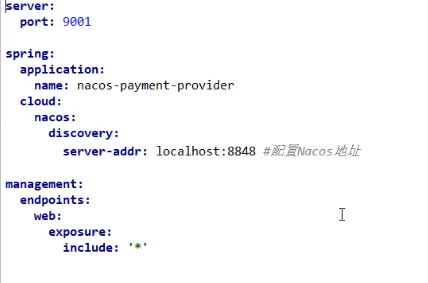 server:
  port: 9001
spring:
  application:
    name: nacos-payment-provider
  cloud:
    nacos:
      discovery:
        server-addr: localhost:8848 #配置Nacos地址
management:
  endpoints:
    web:
      exposure:
        include: '*'